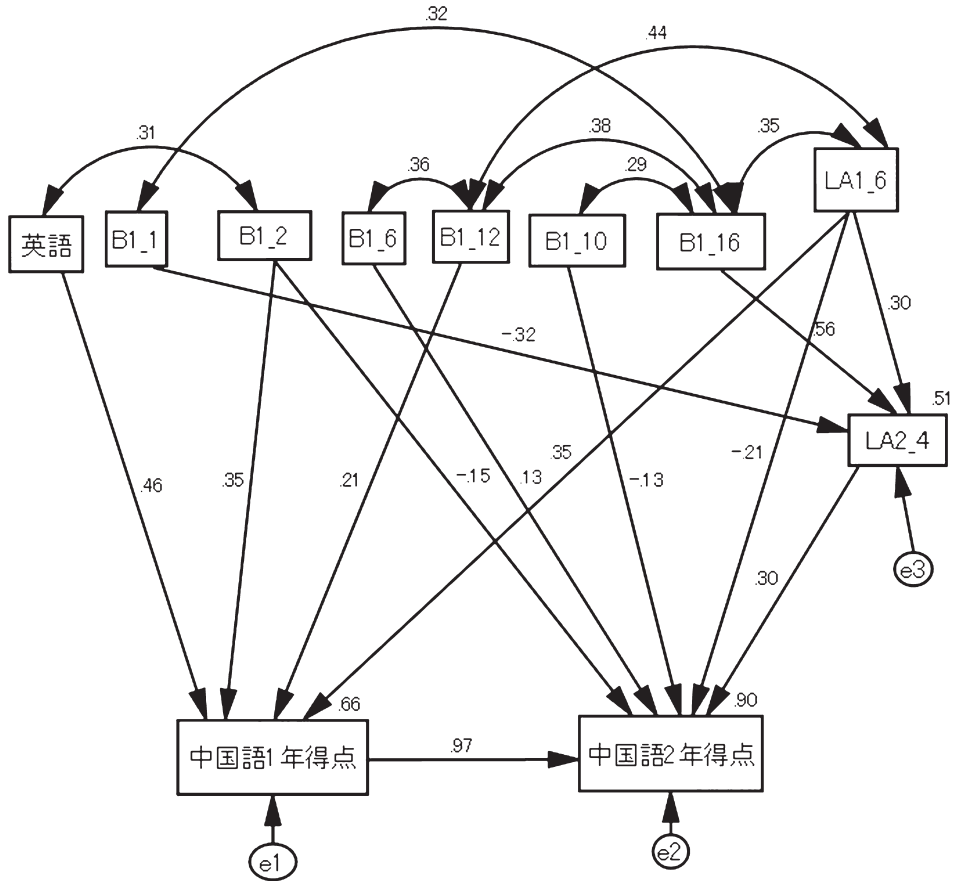 .32
.44
.31
.38
.35
.36
.29
LA1_6
英語
B1_1
B1_2
B1_6
B1_12
B1_10
B1_16
.30
-.32
.56
.51
LA2_4
.46
.35
.21
-.15
.13
.35
-.13
-.21
e3
.30
.66
.90
中国語1年得点
.97
中国語2年得点
e1
e2